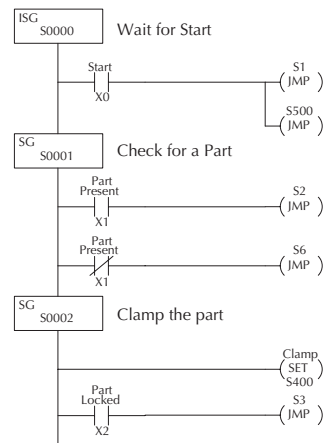 ISG
S0000
Wait for Start
Start
X0
S1
JMP
S500
JMP
SG
S0001
Check for a Part
Part
Present
X1
S2
JMP
Part
Present
X1
S6
JMP
SG
S0002
Clamp the part
Clamp
SET
S400
Part
Locked
X2
S3
JMP